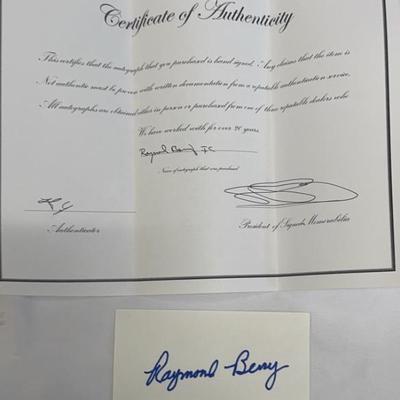 Certificate of Authenticity
This certifies that the autograph that you purchased is hand signed. Any claims that the item is
Not authentic must be proven with written documentation from a reputable authentication service.
All autographs are obtained either in person or purchased from one of three reputable dealers who
We have worked with for over 20 years.
Raymond Berry I.C.
Name of autograph that was purchased
Authenticator
President of Signed Memorabilia
Raymond Berry